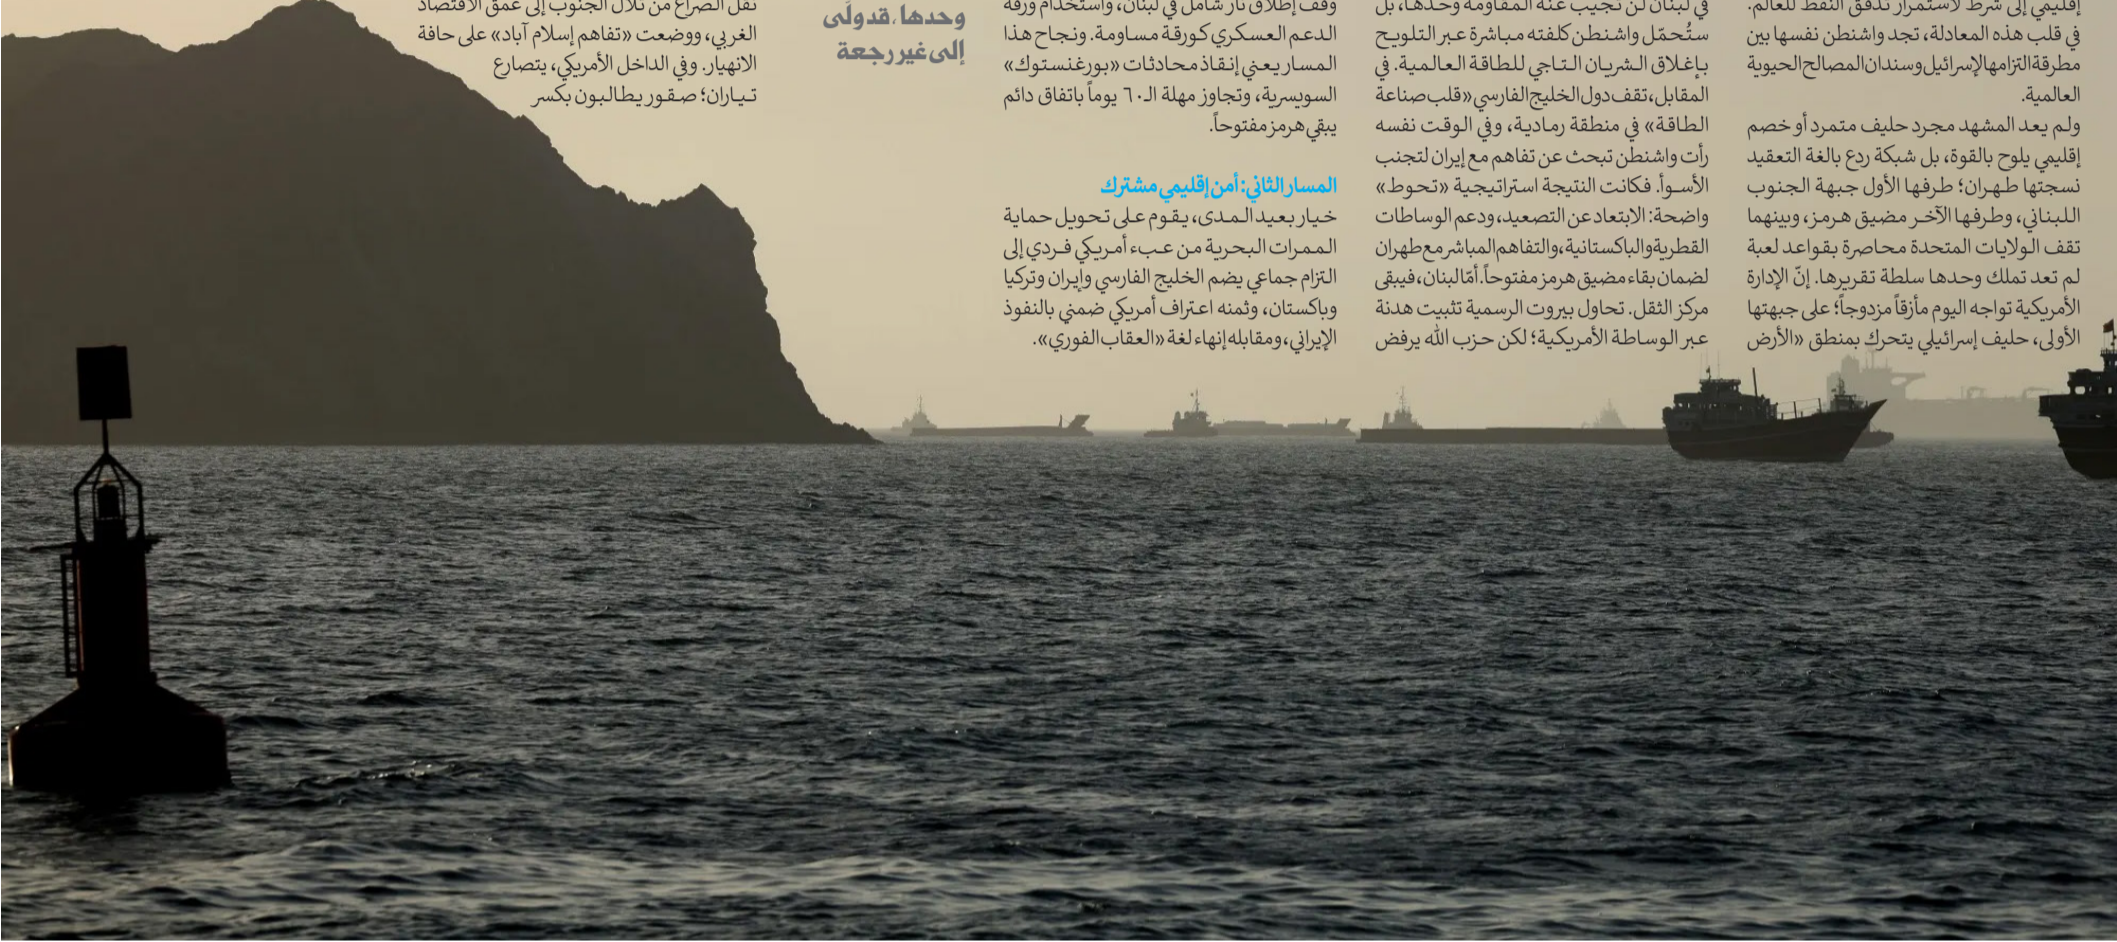 إقليمي إلى شرط لاستمرار تدفق النفط للعالم.
في قلب هذه المعادلة، تجد واشنطن نفسها بين
مطرقة التزامها لإسرائيل وسندان المصالح الحيوية
العالمية.
ولم يعد المشهد مجرد حليف متمرد أو خصم
إقليمي يلوح بالقوة، بل شبكة ردع بالغة التعقيد
نسجتها طهران؛ طرفها الأول جبهة الجنوب
اللبناني، وطرفها الآخر مضيق هرمز، وبينهما
تقف الولايات المتحدة محاصرة بقواعد لعبة
لم تعد تملك وحدها سلطة تقريرها. إنّ الإدارة
الأمريكية تواجه اليوم مأزقاً مزدوجاً؛ على جبهتها
الأولى، حليف إسرائيلي يتحرك بمنطق «الأرض
في لبنان لن تجيب عنه المقاومة وحدها، بل
ستُحمّل واشنطن كلفته مباشرة عبر التلويح
بإغلاق الشريان التاجي للطاقة العالمية. في
المقابل، تقف دول الخليج الفارسي «قلب صناعة
الطاقة» في منطقة رمادية، وفي الوقت نفسه
رأت واشنطن تبحث عن تفاهم مع إيران لتجنب
الأسوأ. فكانت النتيجة استراتيجية «تحوط»
واضحة: الابتعاد عن التصعيد، ودعم الوساطات
القطرية والباكستانية، والتفاهم المباشر مع طهران
لضمان بقاء مضيق هرمز مفتوحاً. أمّا لبنان، فيبقى
مركز الثقل. تحاول بيروت الرسمية تثبيت هدنة
عبر الوساطة الأمريكية؛ لكن حزب الله يرفض
وقف إطلاق نار شامل في لبنان، واستخدام ورقة
الدعم العسكري كورقة مساومة. ونجاح هذا
المسار يعني إنقاذ محادثات «بورغنستوك»
السويسرية، وتجاوز مهلة الـ٦٠ يوماً باتفاق دائم
يبقي هرمز مفتوحاً.
المسار الثاني: أمن إقليمي مشترك
خيار بعيد المدى، يقوم على تحويل حماية
الممرات البحرية من عبء أمريكي فردي إلى
التزام جماعي يضم الخليج الفارسي وإيران وتركيا
وباكستان، وثمنه اعتراف أمريكي ضمني بالنفوذ
الإيراني، ومقابله إنهاء لغة «العقاب الفوري».
وحدها، قد ولّى
إلى غير رجعة
نقل الصراع من تلال الجنوب إلى عمق الاقتصاد
الغربي، ووضعت «تفاهم إسلام آباد» على حافة
الانهيار. وفي الداخل الأمريكي، يتصارع
تياران؛ صقور يطالبون بكسر